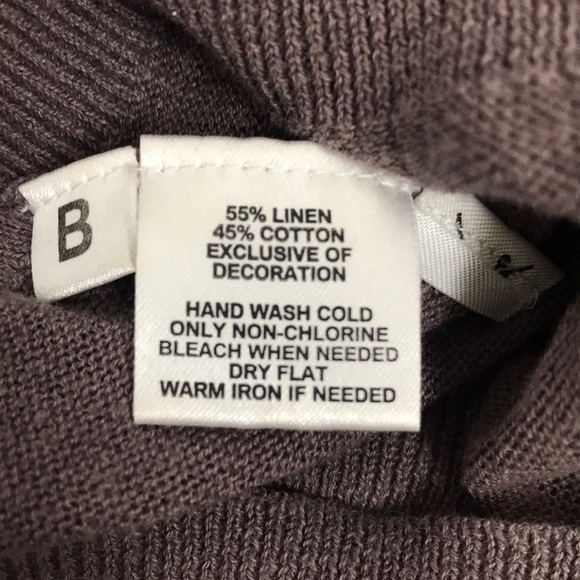 B
55% LINEN
45% COTTON
EXCLUSIVE OF
DECORATION
HAND WASH COLD
ONLY NON-CHLORINE
BLEACH WHEN NEEDED
DRY FLAT
WARM IRON IF NEEDED